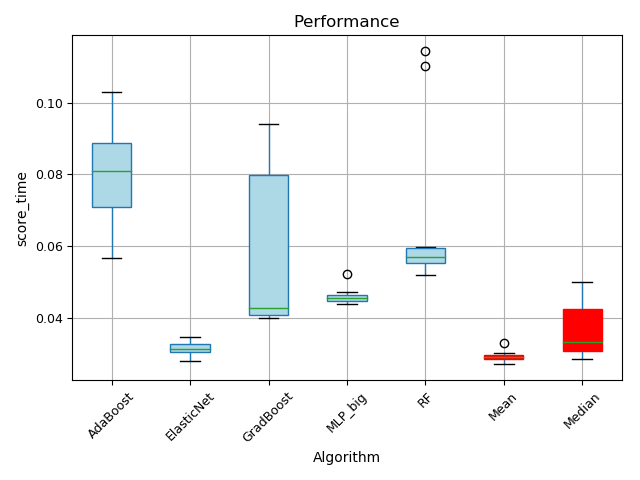 Performance
score_time
0.10
0.08
0.06
0.04
AdaBoost
ElasticNet
GradBoost
MLP_big
RF
Mean
Median
Algorithm